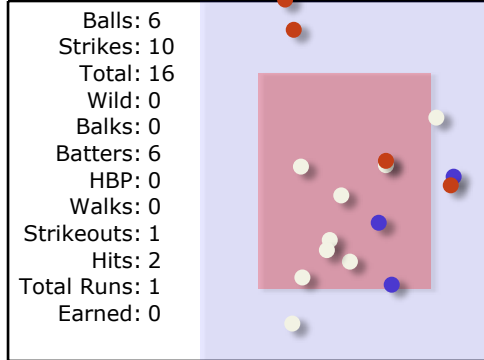 Balls: 6
Strikes: 10
Total: 16
Wild: 0
Balks: 0
Batters: 6
HBP: 0
Walks: 0
Strikeouts: 1
Hits: 2
Total Runs: 1
Earned: 0